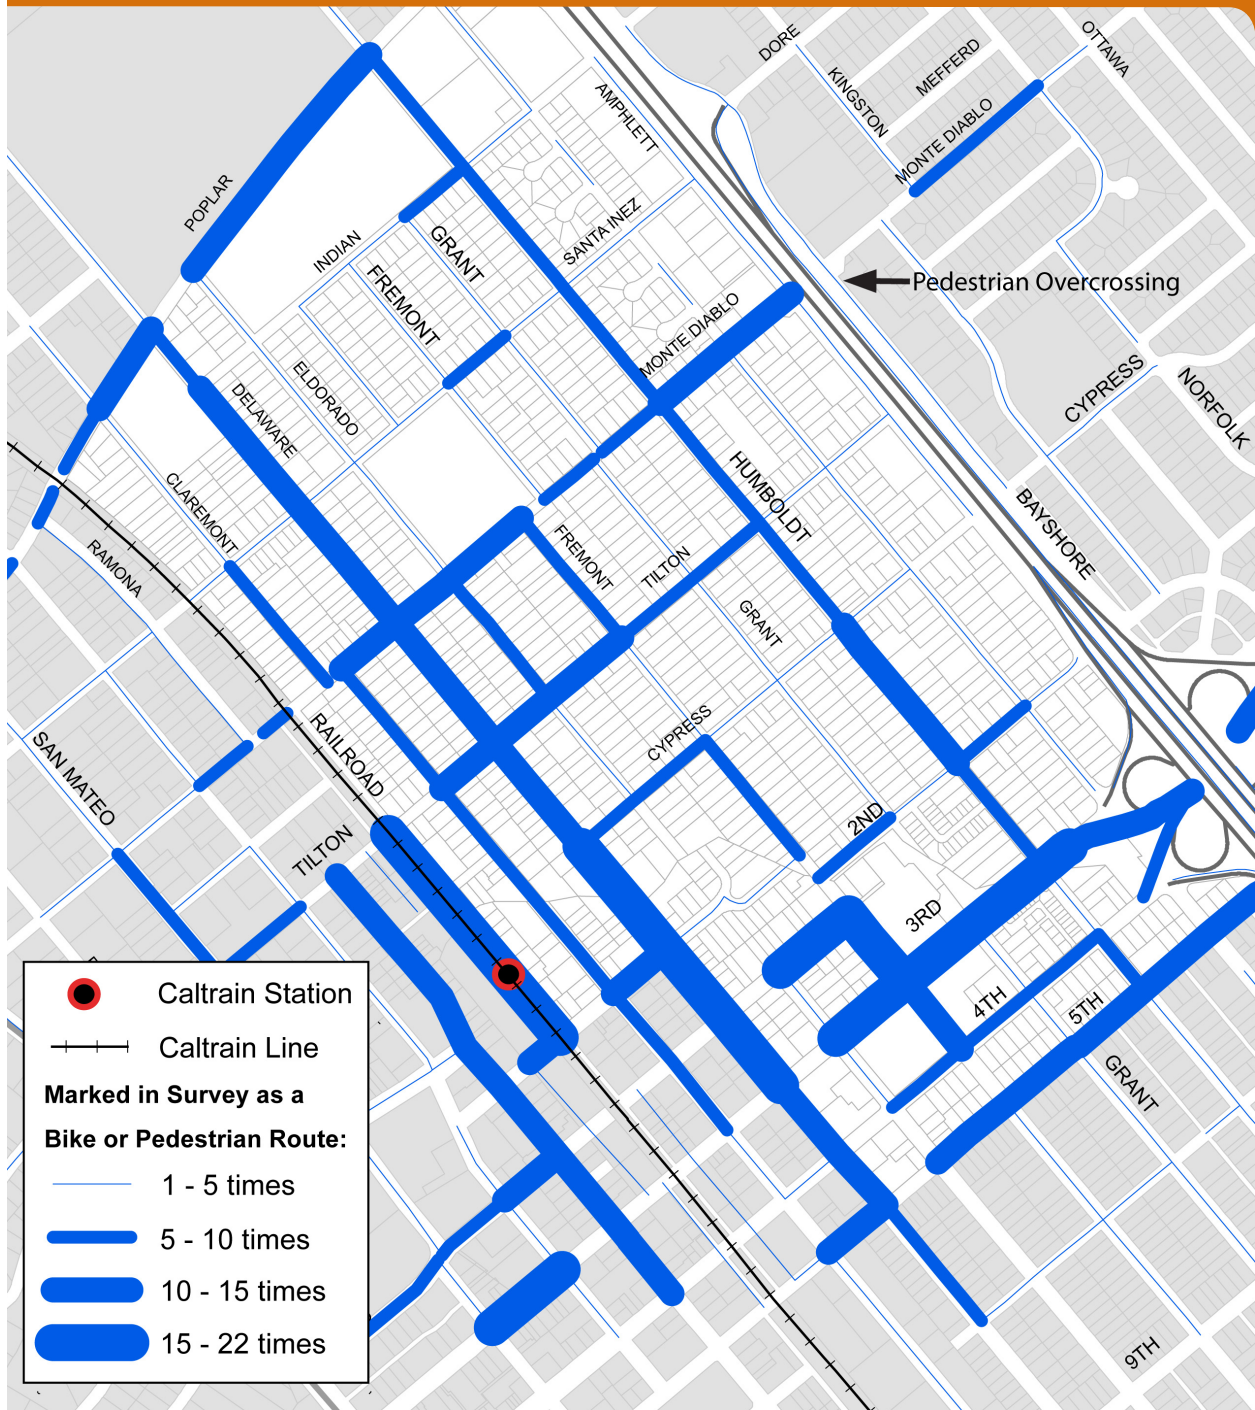 DORE
OTTAWA
MEFFERD
KINGSTON
AMPHLETT
MONTE DIABLO
POPLAR
SANTA INEZ
INDIAN
GRANT
FREMONT
Pedestrian Overcrossing
MONTE DIABLO
ELDORADO
CYPRESS
NORFOLK
DELAWARE
HUMBOLDT
CLAREMONT
BAYSHORE
FREMONT
TILTON
RAMONA
GRANT
RAILROAD
CYPRESS
SAN MATEO
TILTON
2ND
3RD
4TH
5TH
GRANT
9TH
Caltrain Station
Caltrain Line
Marked in Survey as a
Bike or Pedestrian Route:
1 - 5 times
5 - 10 times
10 - 15 times
15 - 22 times